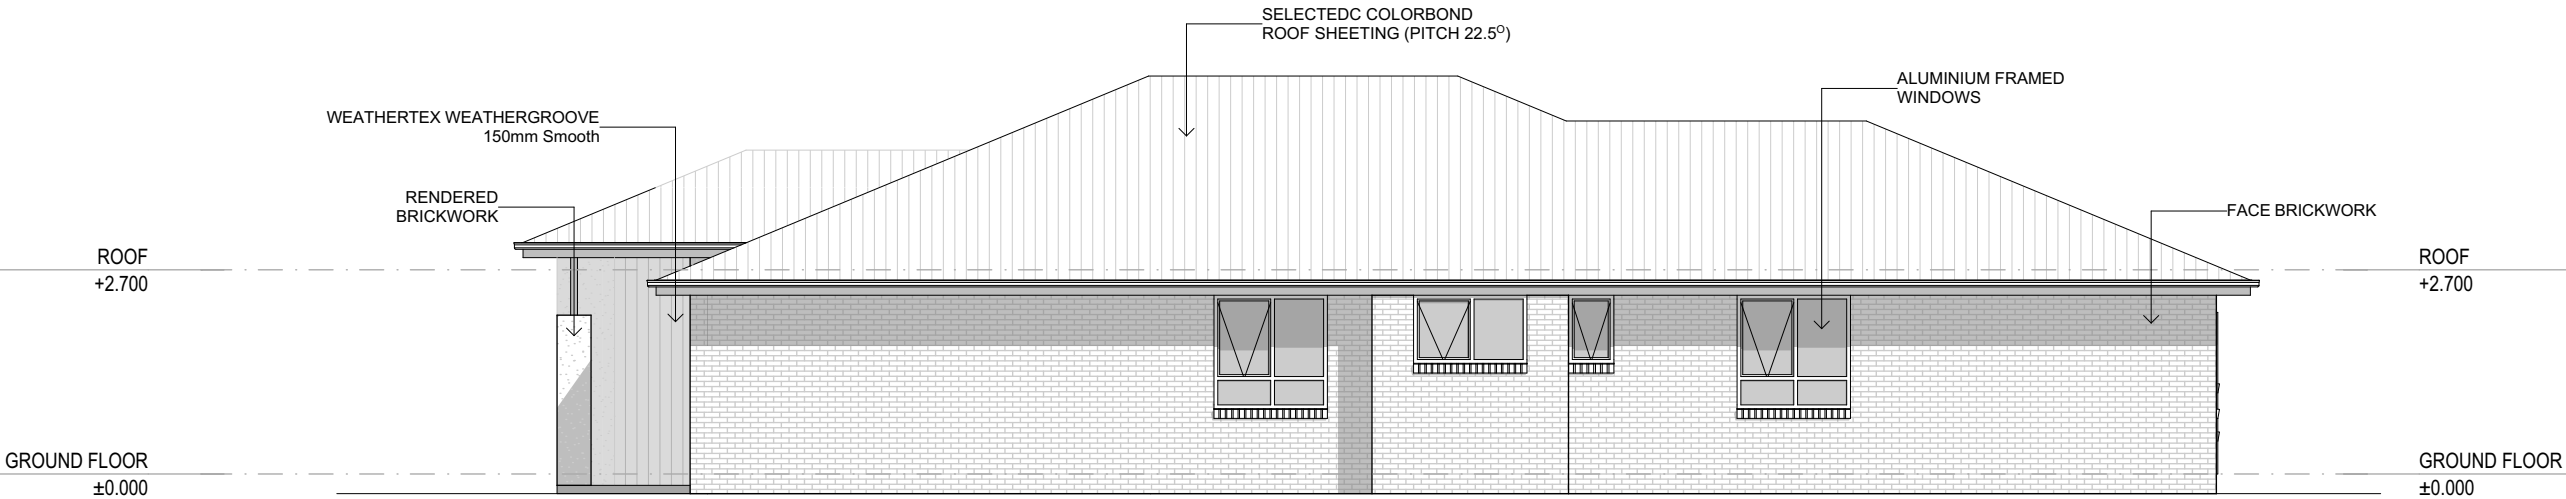 SELECTEDC COLORBOND
ROOF SHEETING (PITCH 22.5°)
ALUMINIUM FRAMED
WINDOWS
WEATHERTEX WEATHERGROOVE
150mm Smooth
RENDERED
BRICKWORK
FACE BRICKWORK
ROOF
+2.700
ROOF
+2.700
GROUND FLOOR
±0.000
GROUND FLOOR
±0.000